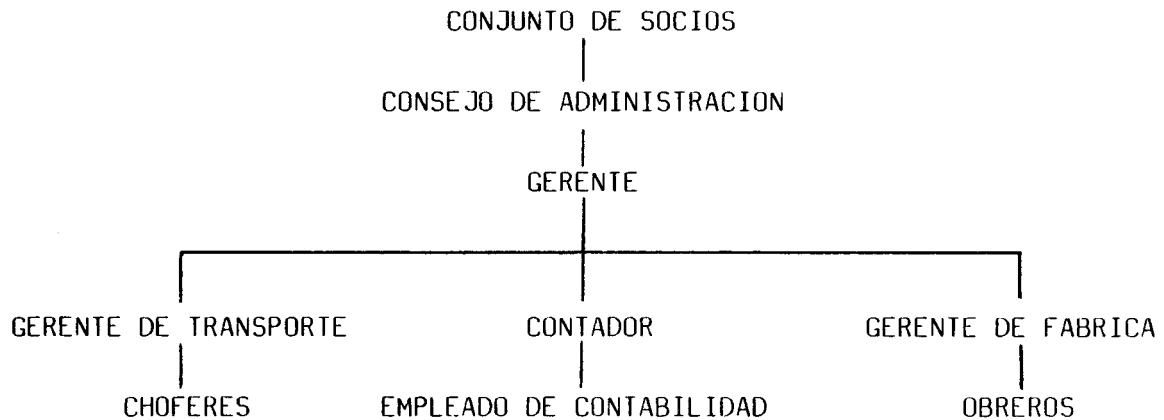 CONJUNTO DE SOCIOS
CONSEJO DE ADMINISTRACION
GERENTE
GERENTE DE TRANSPORTE CONTADOR GERENTE DE FABRICA
CHOFERES EMPLEADO DE CONTABILIDAD OBREROS